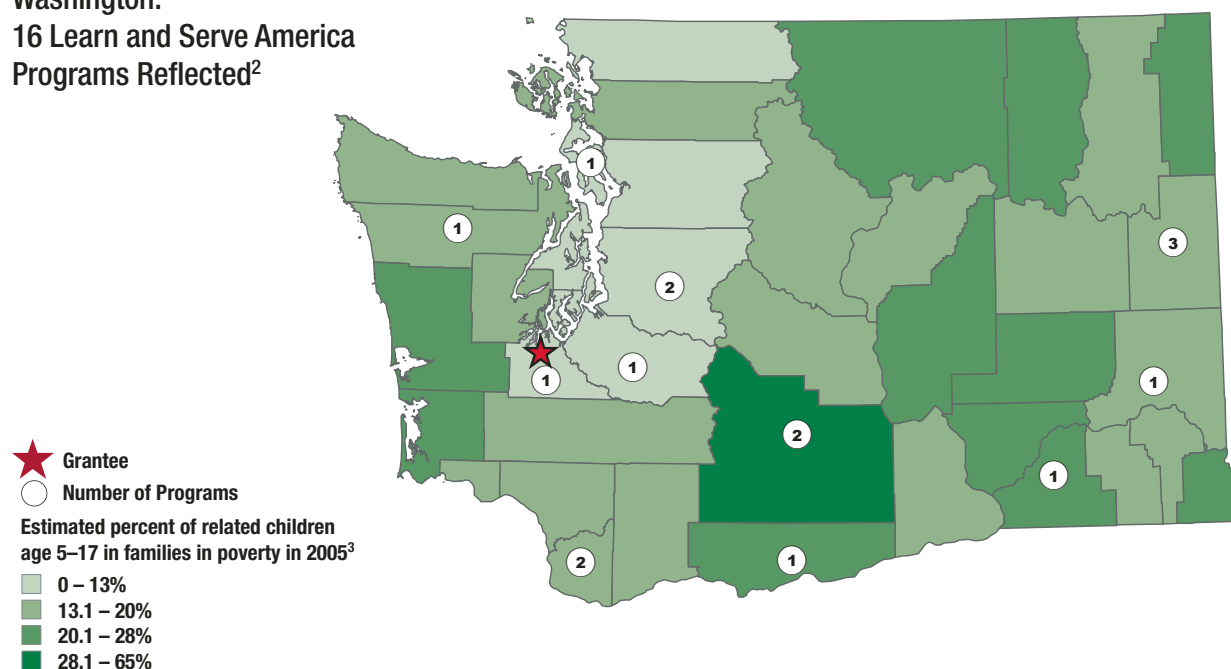 Washington:
16 Learn and Serve America
Programs Reflected2
1
1
3
2
1
1
1
2
1
2
1
Grantee
Number of Programs
Estimated percent of related children
age 5–17 in families in poverty in 20053
0 – 13%
13.1 – 20%
20.1 – 28%
28.1 – 65%